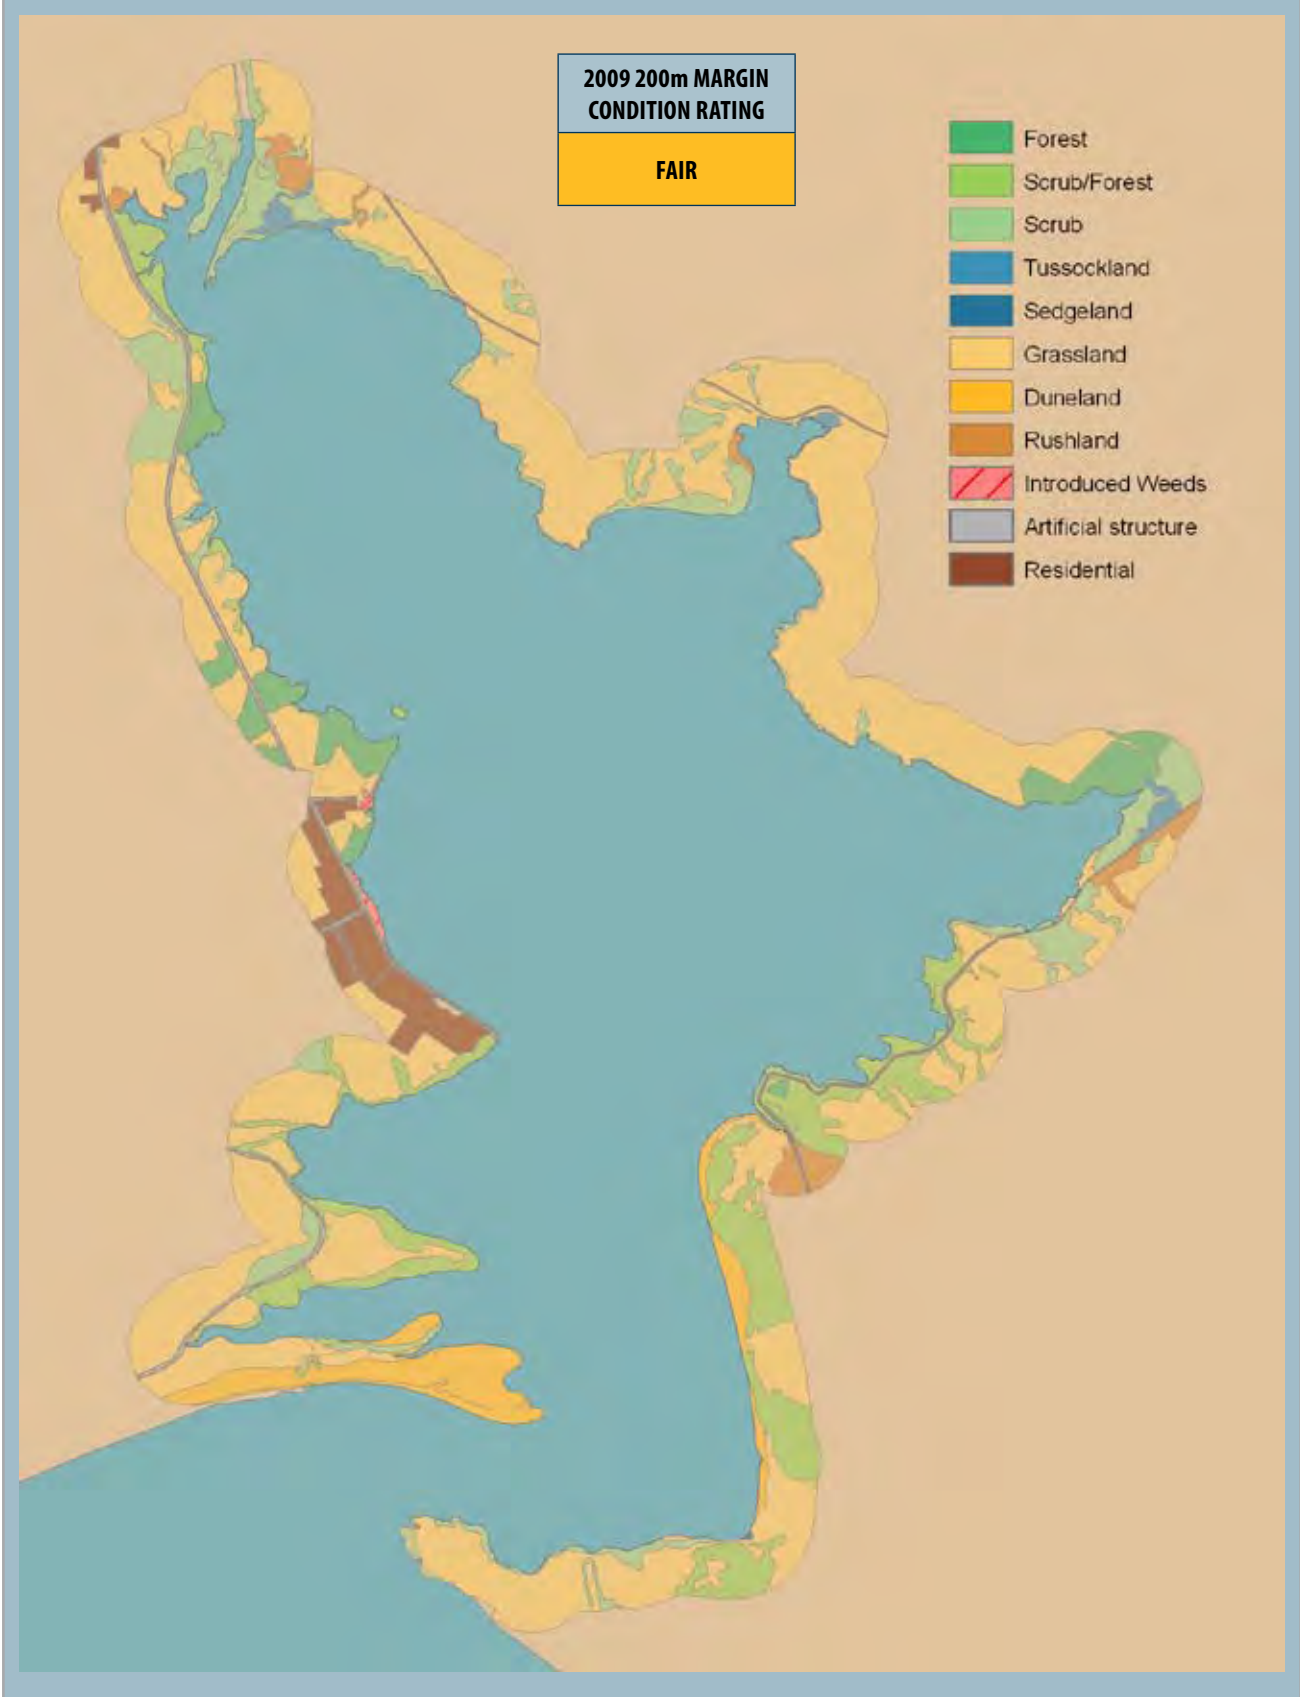 2009 200m MARGIN
CONDITION RATING
FAIR
Forest
Scrub/Forest
Scrub
Tussockland
Sedgeland
Grassland
Duneland
Rushland
Introduced Weeds
Artificial structure
Residential